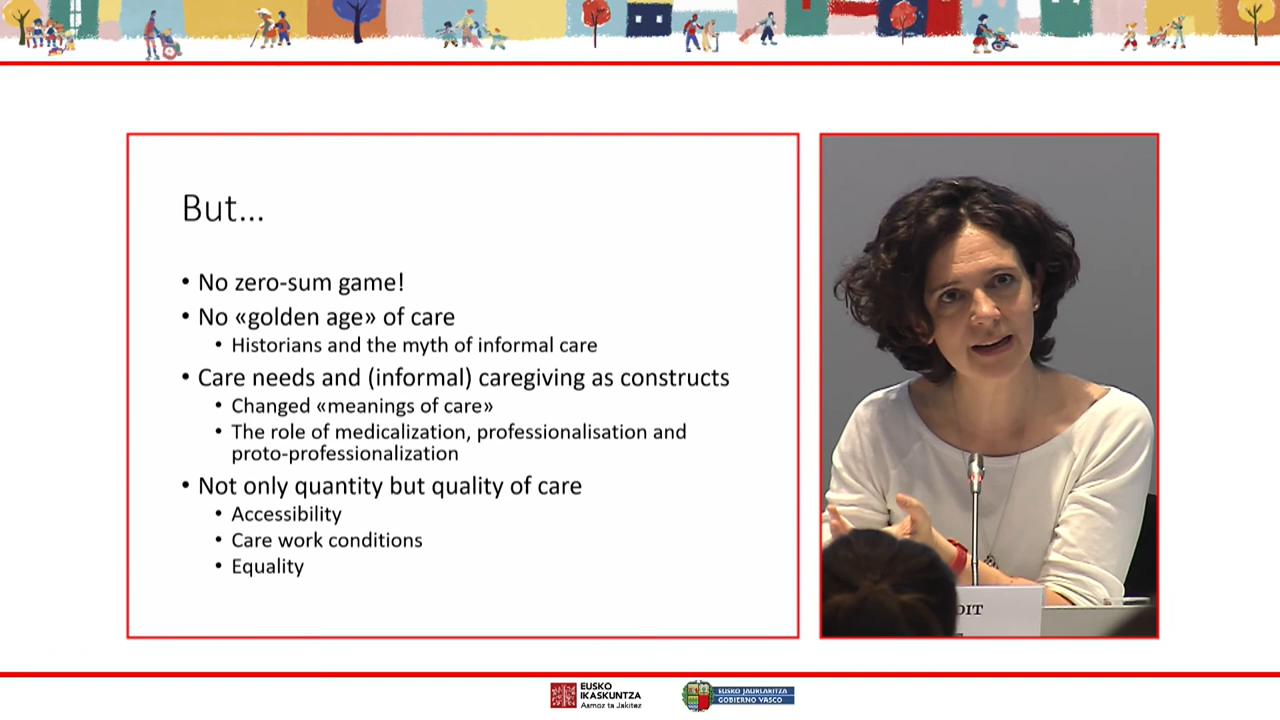 But...
• No zero-sum game!
• No «golden age» of care
• Historians and the myth of informal care
• Care needs and (informal) caregiving as constructs
• Changed «meanings of care»
• The role of medicalization, professionalisation and
proto-professionalization
• Not only quantity but quality of care
• Accessibility
• Care work conditions
• Equality
EUSKO
IKASKUNTZA
Asmoz ta Jakitez
EUSKO JAURLARITZA
GOBIERNO VASCO